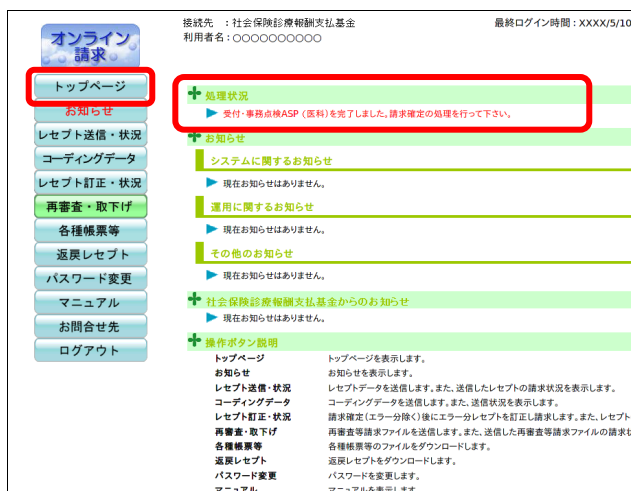 接続先　：社会保険診療報酬支払基金
最終ログイン時間：XXXX/5/10
利用者名：○○○○○○○○○○
オンライン
請求
トップページ
お知らせ
レセプト送信・状況
コーディングデータ
レセプト訂正・状況
再審査・取下げ
各種帳票等
返戻レセプト
パスワード変更
マニュアル
お問合せ先
ログアウト
処理状況
受付・事務点検ASP（医科）を完了しました。請求確定の処理を行って下さい。
お知らせ
システムに関するお知らせ
現在お知らせはありません。
運用に関するお知らせ
現在お知らせはありません。
その他のお知らせ
現在お知らせはありません。
社会保険診療報酬支払基金からのお知らせ
現在お知らせはありません。
操作ボタン説明
トップページ　トップページを表示します。
お知らせ　お知らせを表示します。
レセプト送信・状況　レセプトデータを送信します。また、送信したレセプトの請求状況を表示します。
コーディングデータ　コーディングデータを送信します。また、送信状況を表示します。
レセプト訂正・状況　請求確定（エラー分除く）後にエラー分レセプトを訂正し請求します。また、レセプト
再審査・取下げ　再審査等請求ファイルを送信します。また、送信した再審査等請求ファイルの請求
各種帳票等　各種帳票等のファイルをダウンロードします。
返戻レセプト　返戻レセプトをダウンロードします。
パスワード変更　パスワードを変更します。
マニュアル　マニュアルを表示します。